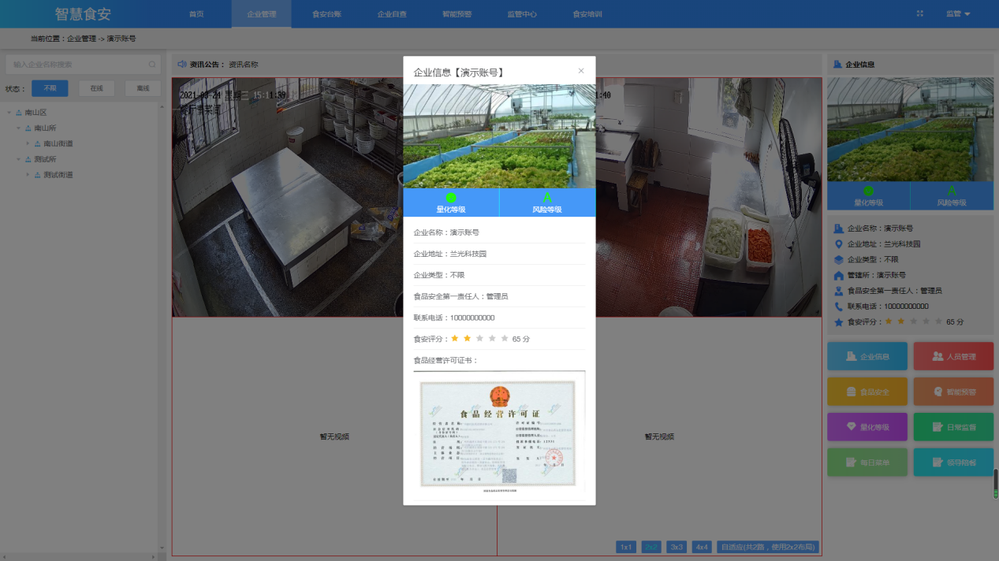 智慧食安
首页
企业管理
食安台账
企业自查
智能预警
监管中心
食安培训
监管
当前位置：企业管理 -> 演示账号
输入企业名称搜索
状态：
不限
在线
离线
南山区
南山所
南山街道
测试所
测试街道
资讯公告： 资讯名称
2021-03-24 星期三 15:11:39
:40
暂无视频
暂无视频
1x1
2x2
3x3
4x4
自适应(共2路，使用2x2布局)
企业信息【演示账号】
×
A
量化等级
风险等级
企业名称：演示账号
企业地址：兰光科技园
企业类型：不限
食品安全第一责任人：管理员
联系电话：10000000000
食安评分：
65 分
食品经营许可证书：
食品经营许可证
企业信息
A
量化等级
风险等级
企业名称：演示账号
企业地址：兰光科技园
企业类型：不限
管辖所：演示账号
食品安全第一责任人：管理员
联系电话：10000000000
食安评分：
65 分
企业信息
人员管理
食品安全
智能预警
量化等级
日常监督
每日菜单
领导陪餐